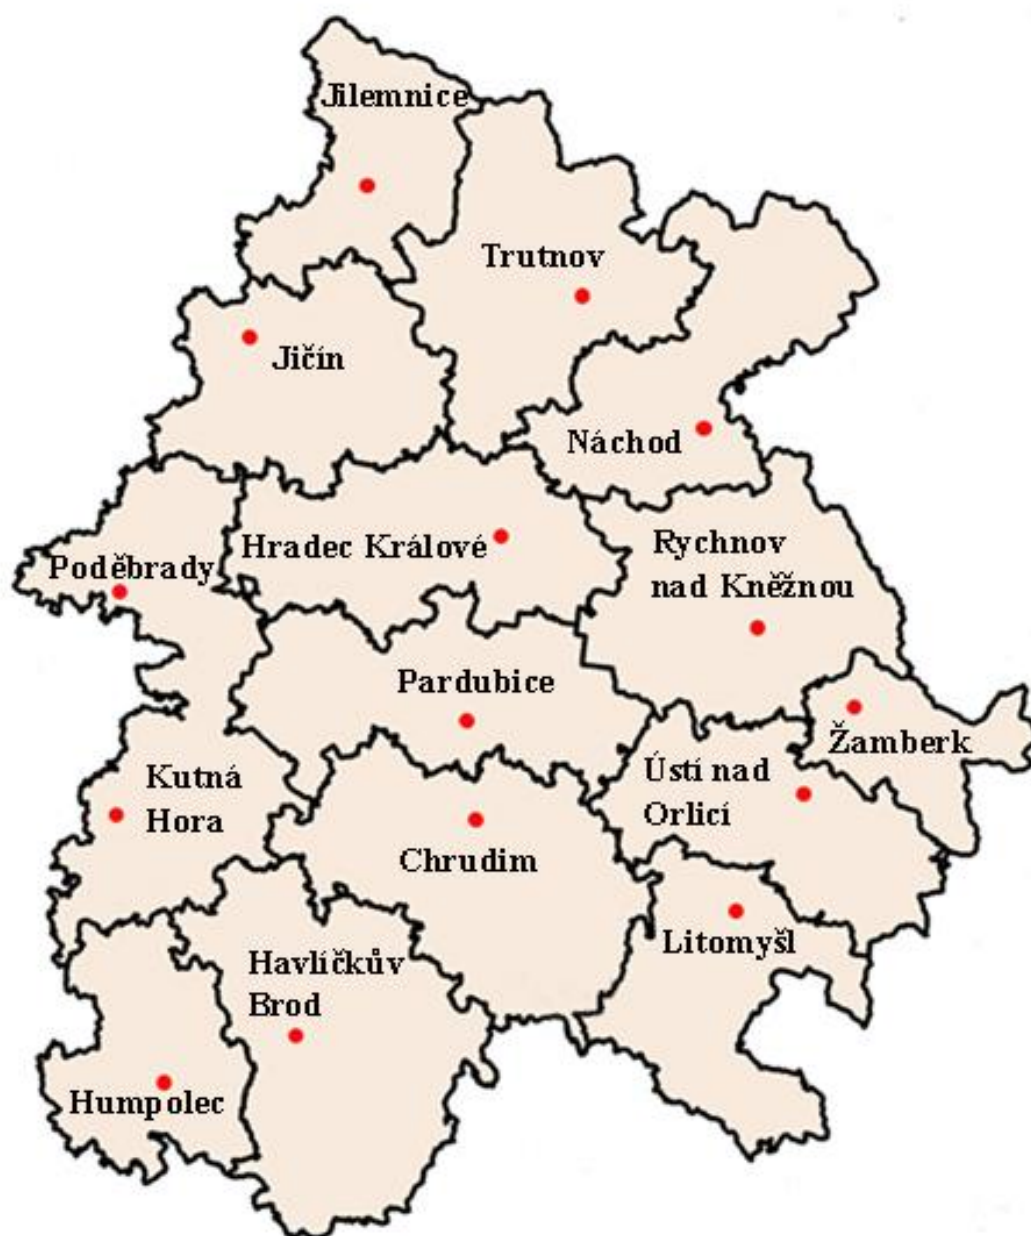 Jilemnice
Trutnov
Jičín
Náchod
Hradec Králové
Rychnov
nad Kněžnou
Poděbrady
Pardubice
Žamberk
Kutná
Hora
Ústí nad
Orlicí
Chrudim
Litomyšl
Havlíčkův
Brod
Humpolec